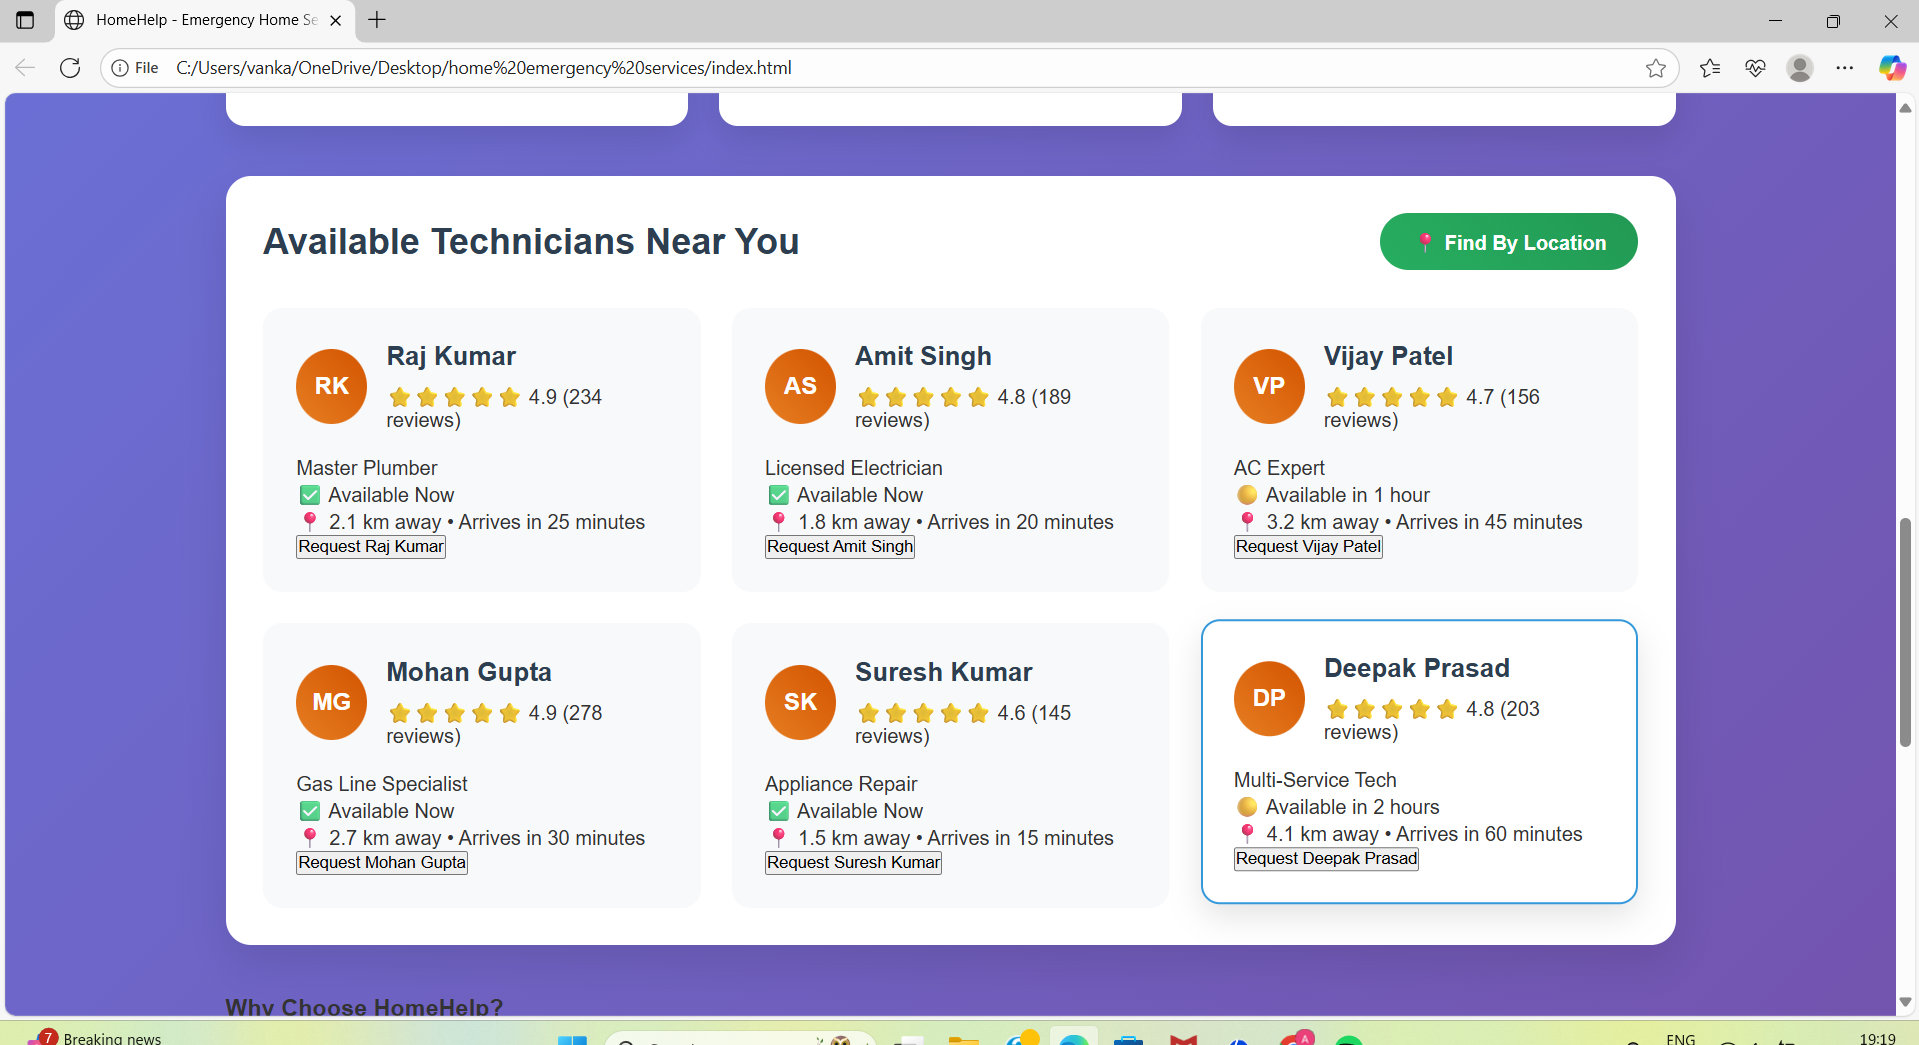 HomeHelp - Emergency Home Se
File
C:/Users/vanka/OneDrive/Desktop/home%20emergency%20services/index.html
Available Technicians Near You
Find By Location
RK
Raj Kumar
4.9 (234
reviews)
Master Plumber
Available Now
2.1 km away • Arrives in 25 minutes
Request Raj Kumar
AS
Amit Singh
4.8 (189
reviews)
Licensed Electrician
Available Now
1.8 km away • Arrives in 20 minutes
Request Amit Singh
VP
Vijay Patel
4.7 (156
reviews)
AC Expert
Available in 1 hour
3.2 km away • Arrives in 45 minutes
Request Vijay Patel
MG
Mohan Gupta
4.9 (278
reviews)
Gas Line Specialist
Available Now
2.7 km away • Arrives in 30 minutes
Request Mohan Gupta
SK
Suresh Kumar
4.6 (145
reviews)
Appliance Repair
Available Now
1.5 km away • Arrives in 15 minutes
Request Suresh Kumar
DP
Deepak Prasad
4.8 (203
reviews)
Multi-Service Tech
Available in 2 hours
4.1 km away • Arrives in 60 minutes
Request Deepak Prasad
Why Choose HomeHelp?
7
Breaking news
A
ENG
19:19